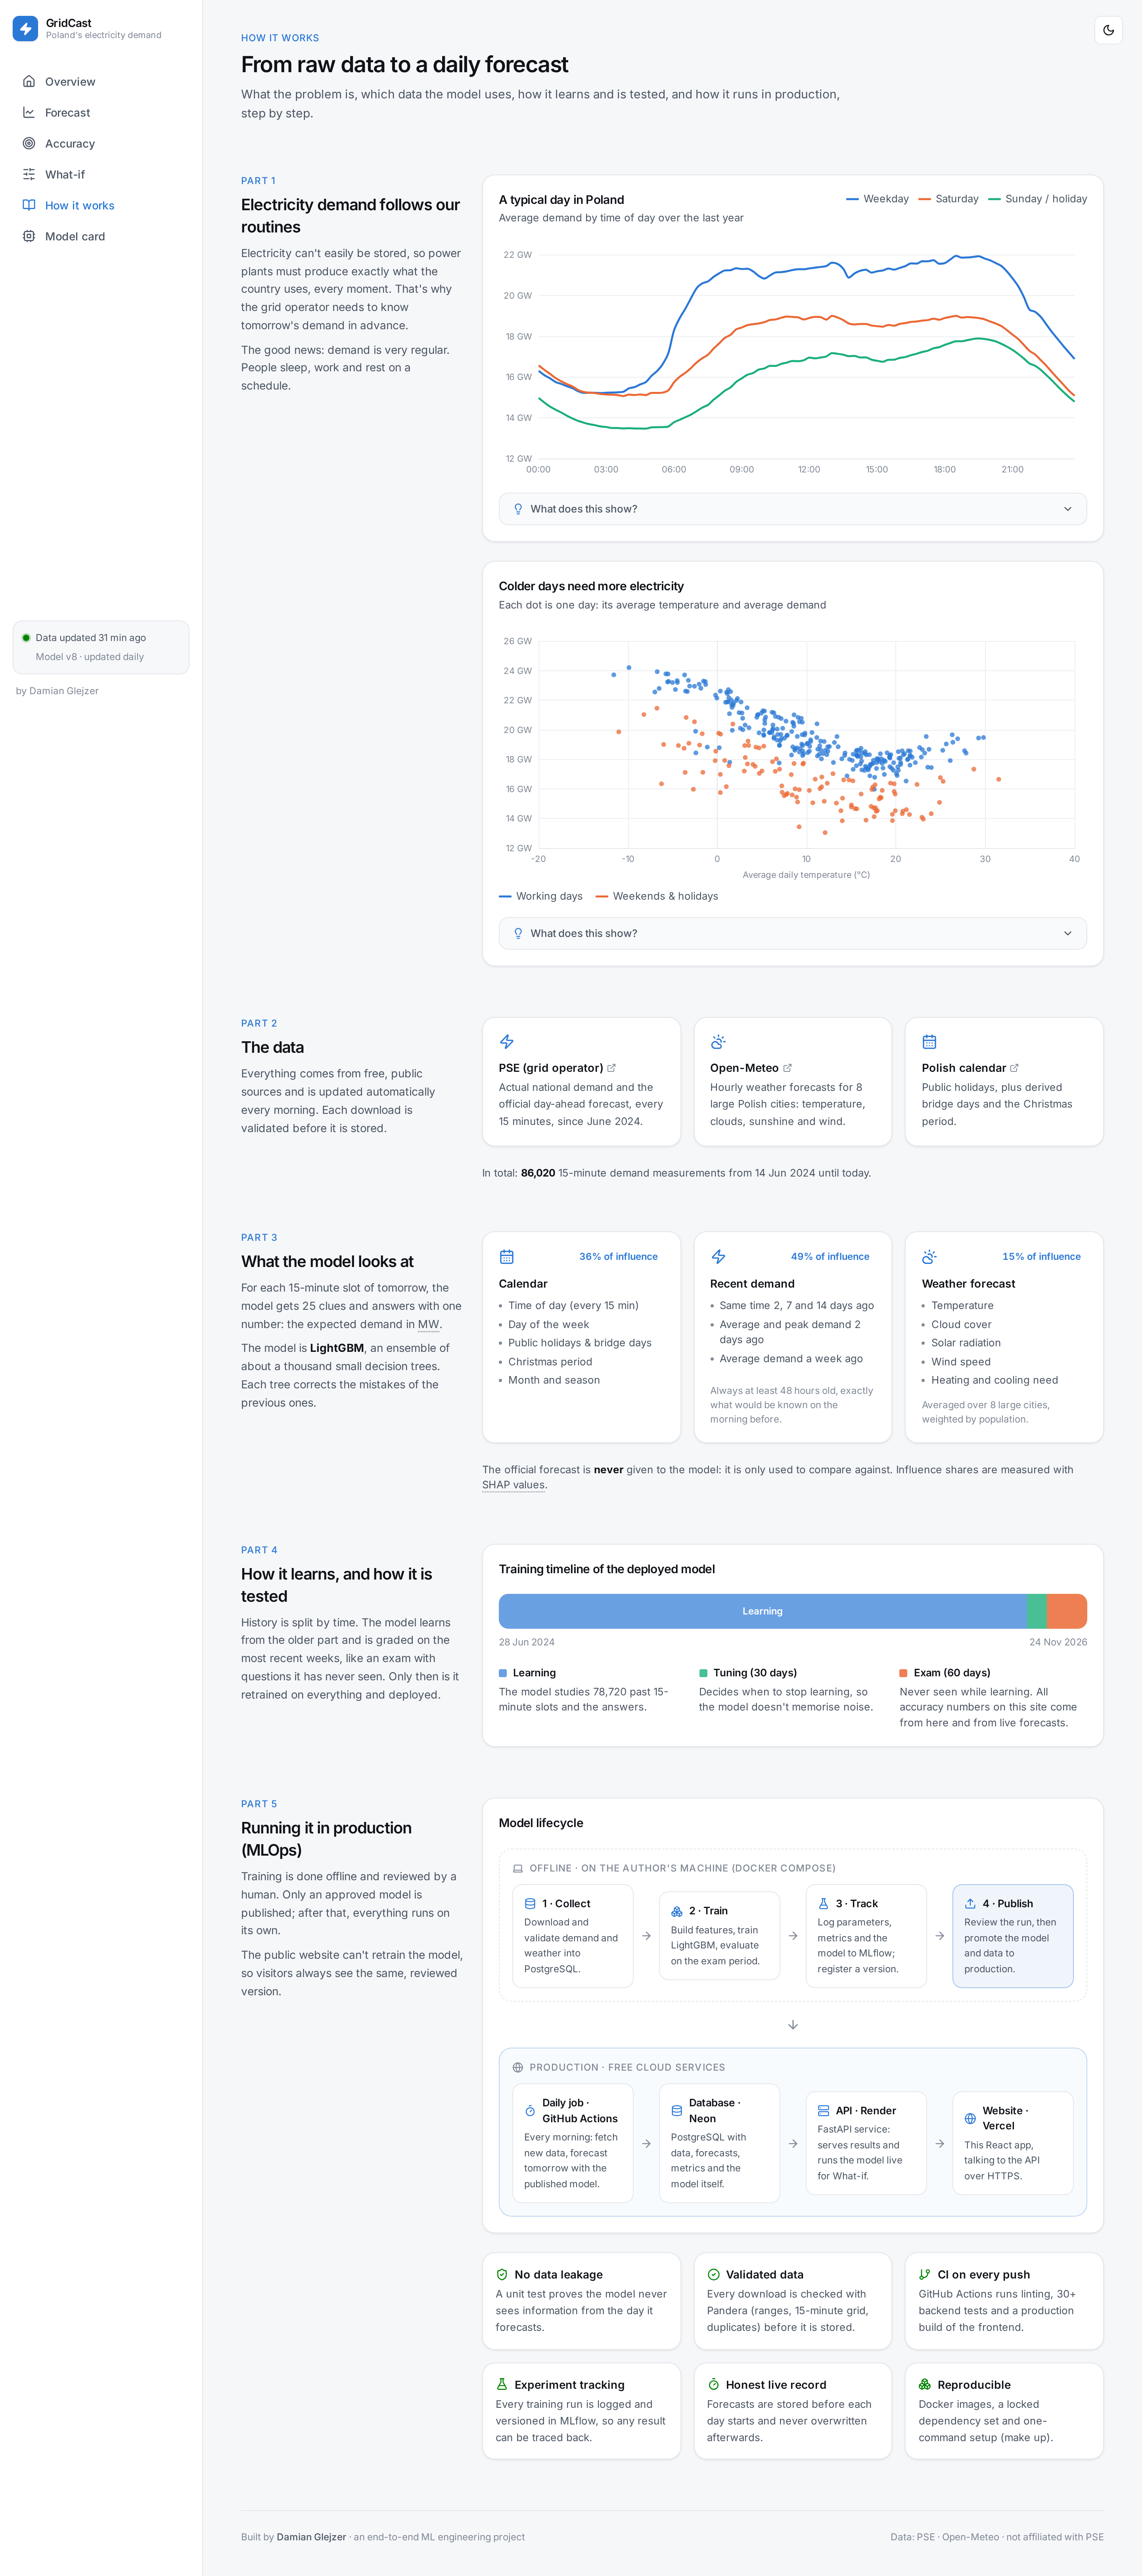 GridCast
Poland's electricity demand
Overview
Forecast
Accuracy
What-if
How it works
Model card
Data updated 31 min ago
Model v8 · updated daily
by Damian Glejzer
HOW IT WORKS
From raw data to a daily forecast
What the problem is, which data the model uses, how it learns and is tested, and how it runs in production,
step by step.
PART 1
Electricity demand follows our
routines
Electricity can't easily be stored, so power
plants must produce exactly what the
country uses, every moment. That's why
the grid operator needs to know
tomorrow's demand in advance.
The good news: demand is very regular.
People sleep, work and rest on a
schedule.
A typical day in Poland
Average demand by time of day over the last year
Weekday
Saturday
Sunday / holiday
22 GW
20 GW
18 GW
16 GW
14 GW
12 GW
00:00
03:00
06:00
09:00
12:00
15:00
18:00
21:00
What does this show?
Colder days need more electricity
Each dot is one day: its average temperature and average demand
26 GW
24 GW
22 GW
20 GW
18 GW
16 GW
14 GW
12 GW
-20
-10
0
10
20
30
40
Average daily temperature (°C)
Working days
Weekends & holidays
What does this show?
PART 2
The data
Everything comes from free, public
sources and is updated automatically
every morning. Each download is
validated before it is stored.
PSE (grid operator)
Actual national demand and the
official day-ahead forecast, every
15 minutes, since June 2024.
Open-Meteo
Hourly weather forecasts for 8
large Polish cities: temperature,
clouds, sunshine and wind.
Polish calendar
Public holidays, plus derived
bridge days and the Christmas
period.
In total: 86,020 15-minute demand measurements from 14 Jun 2024 until today.
PART 3
What the model looks at
For each 15-minute slot of tomorrow, the
model gets 25 clues and answers with one
number: the expected demand in MW.
The model is LightGBM, an ensemble of
about a thousand small decision trees.
Each tree corrects the mistakes of the
previous ones.
36% of influence
Calendar
• Time of day (every 15 min)
• Day of the week
• Public holidays & bridge days
• Christmas period
• Month and season
49% of influence
Recent demand
• Same time 2, 7 and 14 days ago
• Average and peak demand 2
days ago
• Average demand a week ago
Always at least 48 hours old, exactly
what would be known on the
morning before.
15% of influence
Weather forecast
• Temperature
• Cloud cover
• Solar radiation
• Wind speed
• Heating and cooling need
Averaged over 8 large cities,
weighted by population.
The official forecast is never given to the model: it is only used to compare against. Influence shares are measured with
SHAP values.
PART 4
How it learns, and how it is
tested
History is split by time. The model learns
from the older part and is graded on the
most recent weeks, like an exam with
questions it has never seen. Only then is it
retrained on everything and deployed.
Training timeline of the deployed model
Learning
28 Jun 2024
24 Nov 2026
Learning
The model studies 78,720 past 15-
minute slots and the answers.
Tuning (30 days)
Decides when to stop learning, so
the model doesn't memorise noise.
Exam (60 days)
Never seen while learning. All
accuracy numbers on this site come
from here and from live forecasts.
PART 5
Running it in production
(MLOps)
Training is done offline and reviewed by a
human. Only an approved model is
published; after that, everything runs on
its own.
The public website can't retrain the model,
so visitors always see the same, reviewed
version.
Model lifecycle
OFFLINE · ON THE AUTHOR'S MACHINE (DOCKER COMPOSE)
1 · Collect
Download and
validate demand and
weather into
PostgreSQL.
2 · Train
Build features, train
LightGBM, evaluate
on the exam period.
3 · Track
Log parameters,
metrics and the
model to MLflow;
register a version.
4 · Publish
Review the run, then
promote the model
and data to
production.
PRODUCTION · FREE CLOUD SERVICES
Daily job ·
GitHub Actions
Every morning: fetch
new data, forecast
tomorrow with the
published model.
Database ·
Neon
PostgreSQL with
data, forecasts,
metrics and the
model itself.
API · Render
FastAPI service:
serves results and
runs the model live
for What-if.
Website ·
Vercel
This React app,
talking to the API
over HTTPS.
No data leakage
A unit test proves the model never
sees information from the day it
forecasts.
Validated data
Every download is checked with
Pandera (ranges, 15-minute grid,
duplicates) before it is stored.
CI on every push
GitHub Actions runs linting, 30+
backend tests and a production
build of the frontend.
Experiment tracking
Every training run is logged and
versioned in MLflow, so any result
can be traced back.
Honest live record
Forecasts are stored before each
day starts and never overwritten
afterwards.
Reproducible
Docker images, a locked
dependency set and one-
command setup (make up).
Built by Damian Glejzer · an end-to-end ML engineering project
Data: PSE · Open-Meteo · not affiliated with PSE